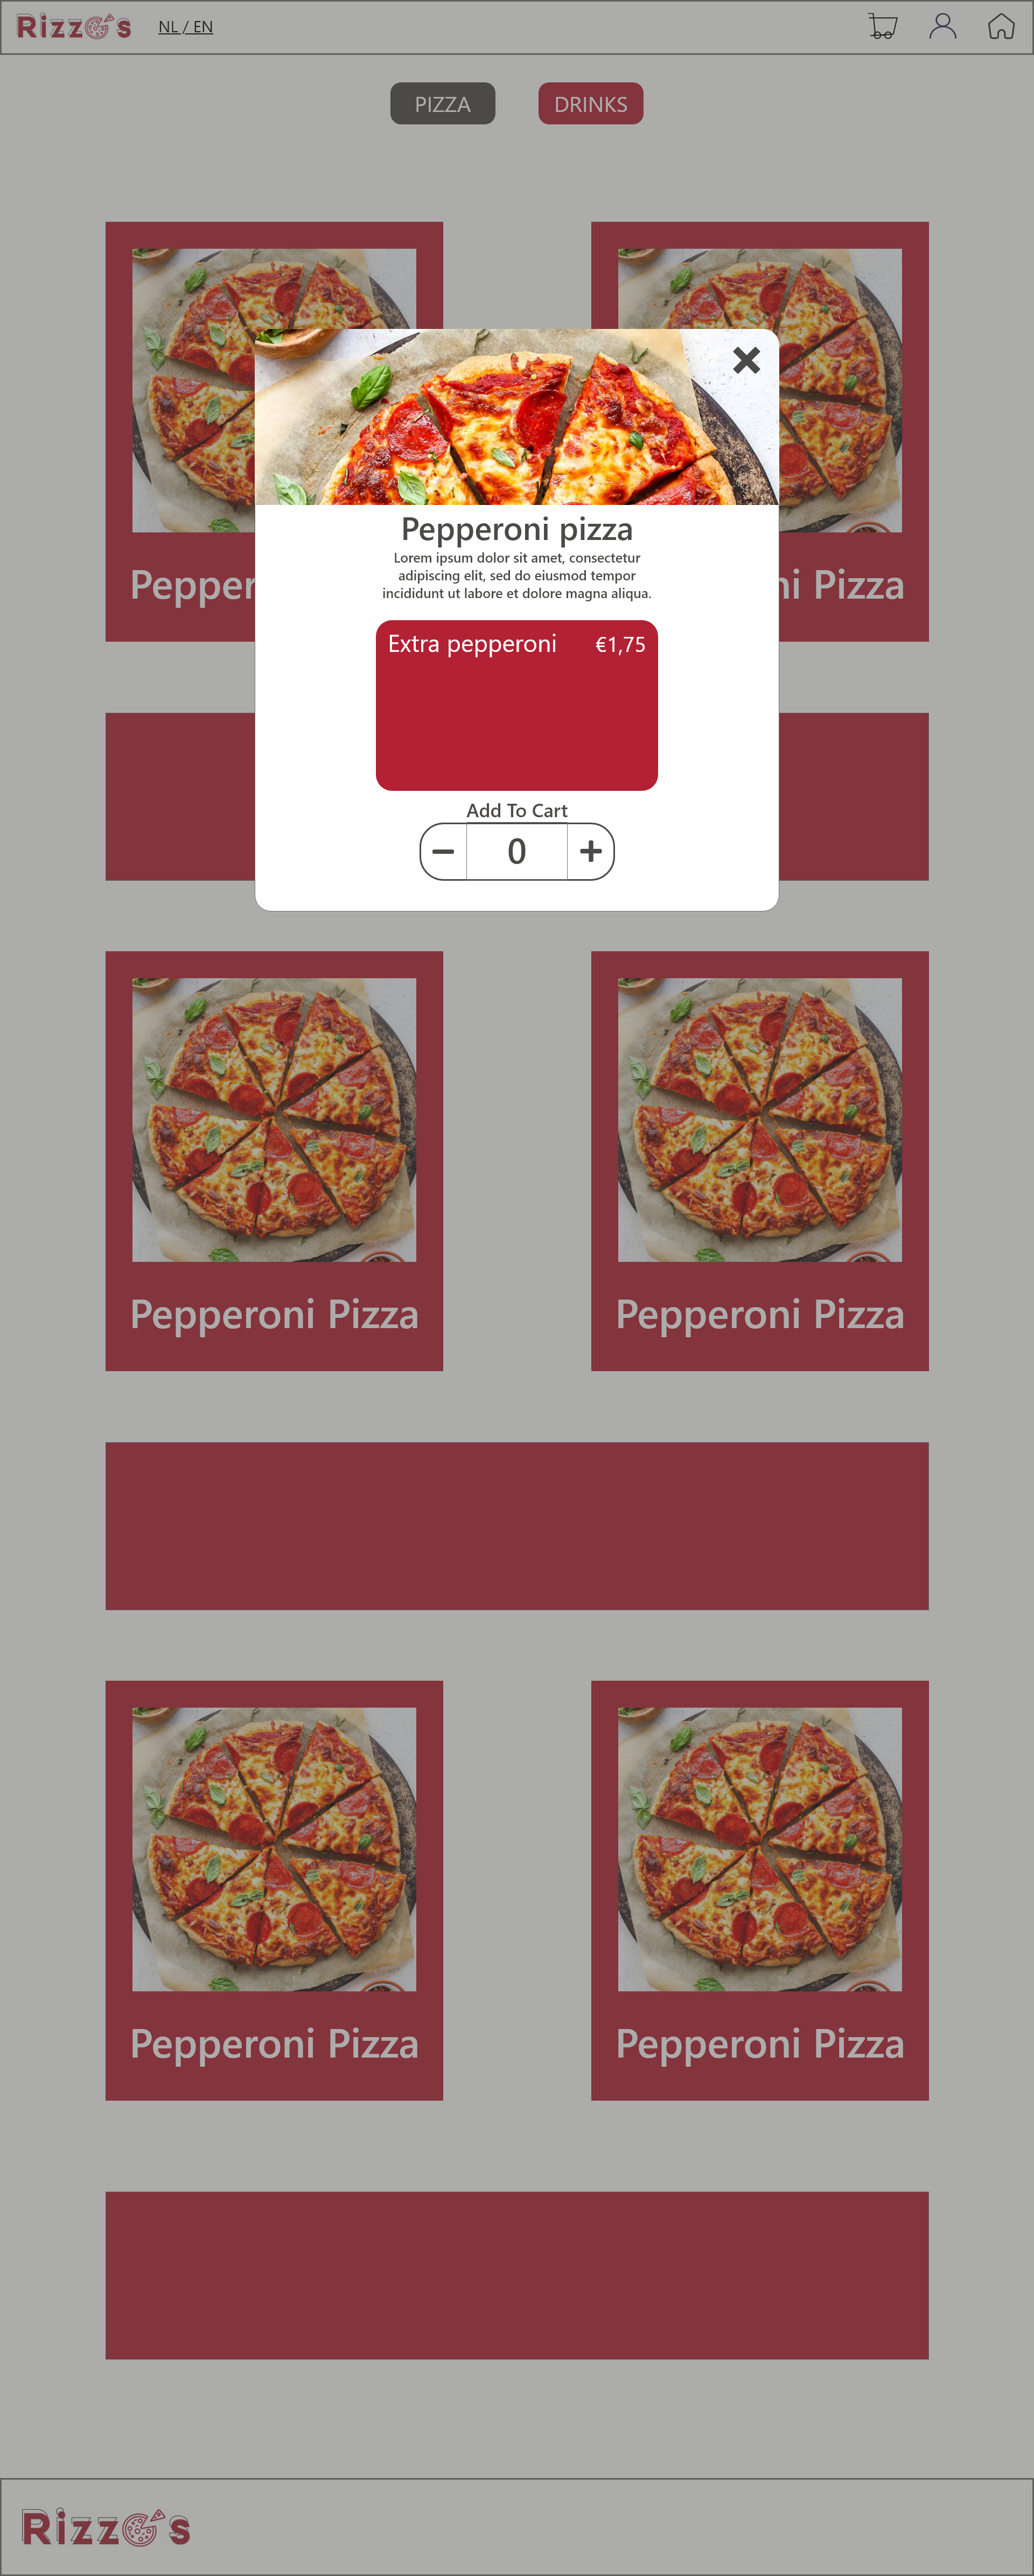 Rizzo's
NL / EN
PIZZA
DRINKS
Pepper
ni Pizza
Pepperoni pizza
Lorem ipsum dolor sit amet, consectetur
adipiscing elit, sed do eiusmod tempor
incididunt ut labore et dolore magna aliqua.
Extra pepperoni €1,75
Add To Cart
0
Pepperoni Pizza
Pepperoni Pizza
Pepperoni Pizza
Pepperoni Pizza
Rizzo's